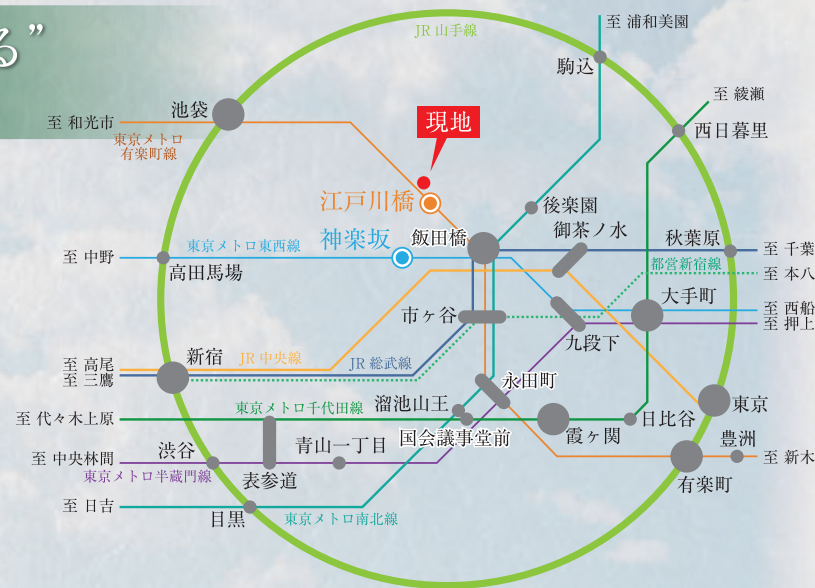 る”
JR 山手線
至 浦和美園
駒込
至 綾瀬
西日暮里
池袋
至 和光市
東京メトロ
有楽町線
現地
江戸川橋
後楽園
神楽坂
飯田橋
御茶ノ水
秋葉原
至 中野
東京メトロ東西線
高田馬場
至 千葉
都営新宿線
至 本八
大手町
至 西船
至 押上
市ヶ谷
九段下
新宿
JR 中央線
JR 総武線
至 高尾
至 三鷹
永田町
溜池山王
東京メトロ千代田線
至 代々木上原
国会議事堂前
霞ヶ関
日比谷
東京
渋谷
青山一丁目
豊洲
至 中央林間
東京メトロ半蔵門線
表参道
有楽町
至 新木
至 日吉
目黒
東京メトロ南北線